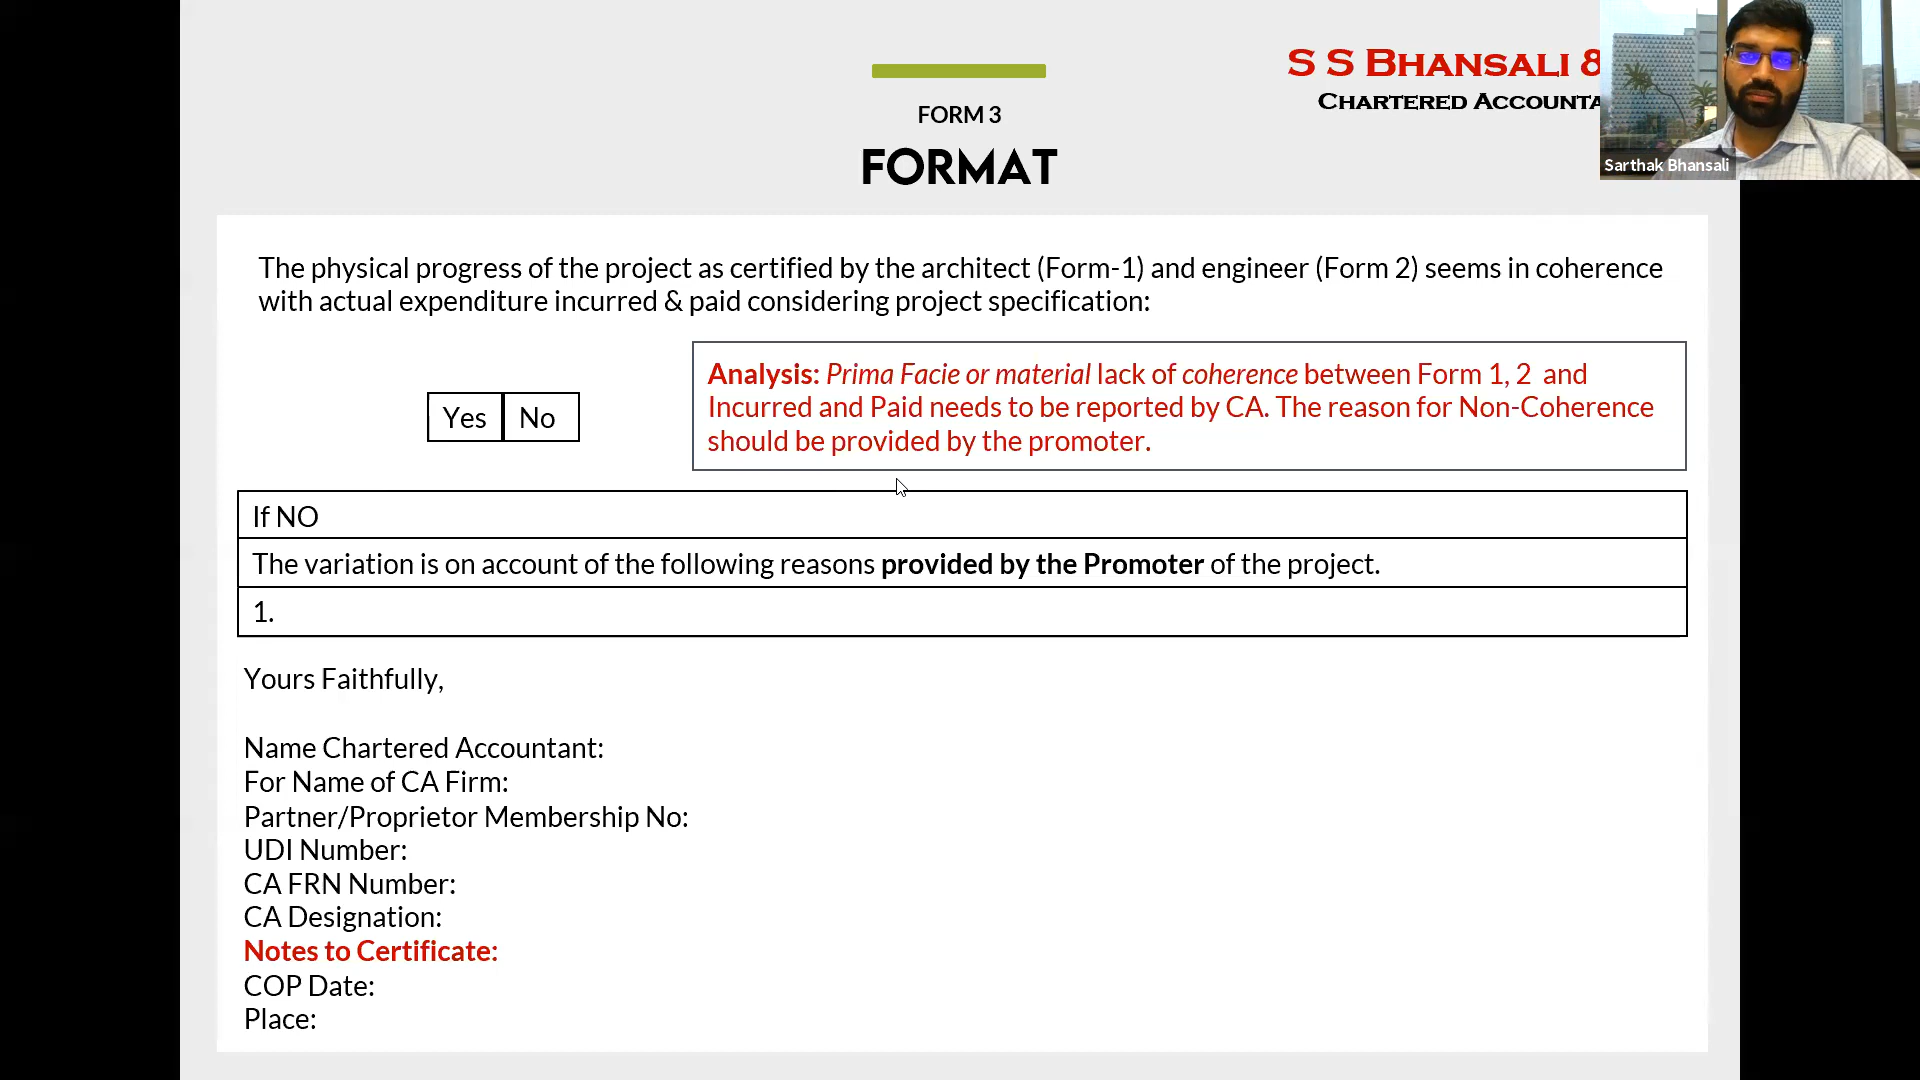 S S BHANSALI &
CHARTERED ACCOUNTA
Sarthak Bhansali
FORM 3
FORMAT
The physical progress of the project as certified by the architect (Form-1) and engineer (Form 2) seems in coherence
with actual expenditure incurred & paid considering project specification:
Yes No
Analysis: Prima Facie or material lack of coherence between Form 1, 2 and
Incurred and Paid needs to be reported by CA. The reason for Non-Coherence
should be provided by the promoter.
If NO
The variation is on account of the following reasons provided by the Promoter of the project.
1.
Yours Faithfully,
Name Chartered Accountant:
For Name of CA Firm:
Partner/Proprietor Membership No:
UDI Number:
CA FRN Number:
CA Designation:
Notes to Certificate:
COP Date:
Place: